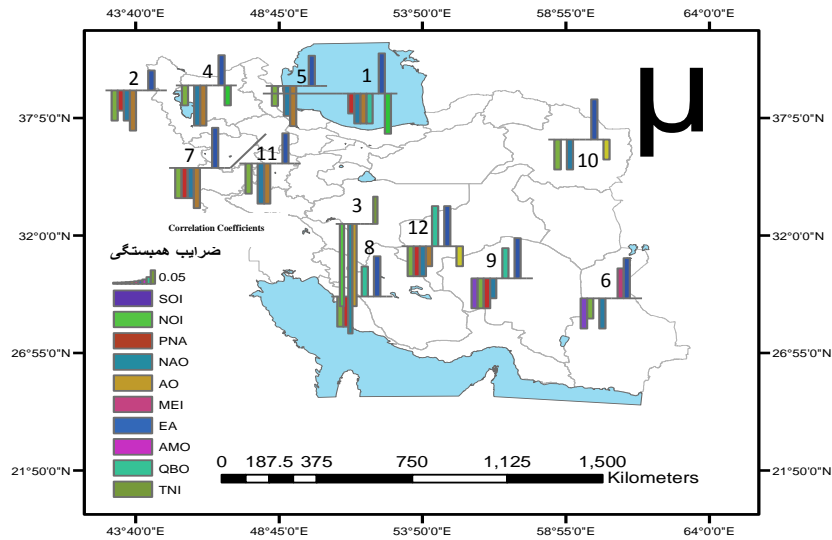 43°40'0"E 48°45'0"E 53°50'0"E 58°55'0"E 64°0'0"E
37°5'0"N 37°5'0"N
32°0'0"N 32°0'0"N
26°55'0"N 26°55'0"N
21°50'0"N 21°50'0"N
µ
2 4 5 1
7 11 10
3
12
8 9
6
Correlation Coefficients
ضرایب همبستگی
0.05
SOI
NOI
PNA
NAO
AO
MEI
EA
AMO
QBO
TNI
0 187.5 375 750 1,125 1,500
Kilometers
43°40'0"E 48°45'0"E 53°50'0"E 58°55'0"E 64°0'0"E